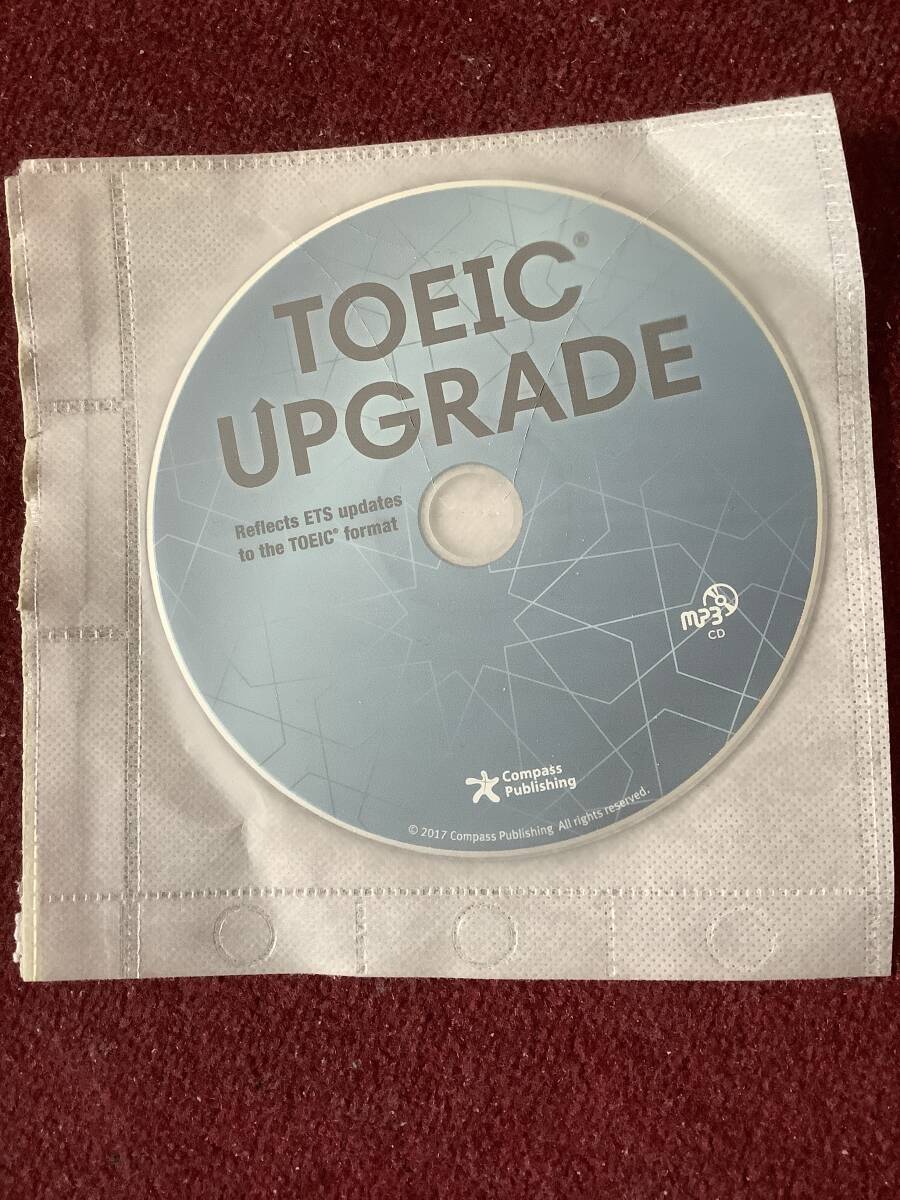 TOEIC®
UPGRADE
Reflects ETS updates
to the TOEIC® format
MP3
CD
Compass
Publishing
© 2017 Compass Publishing All rights reserved.